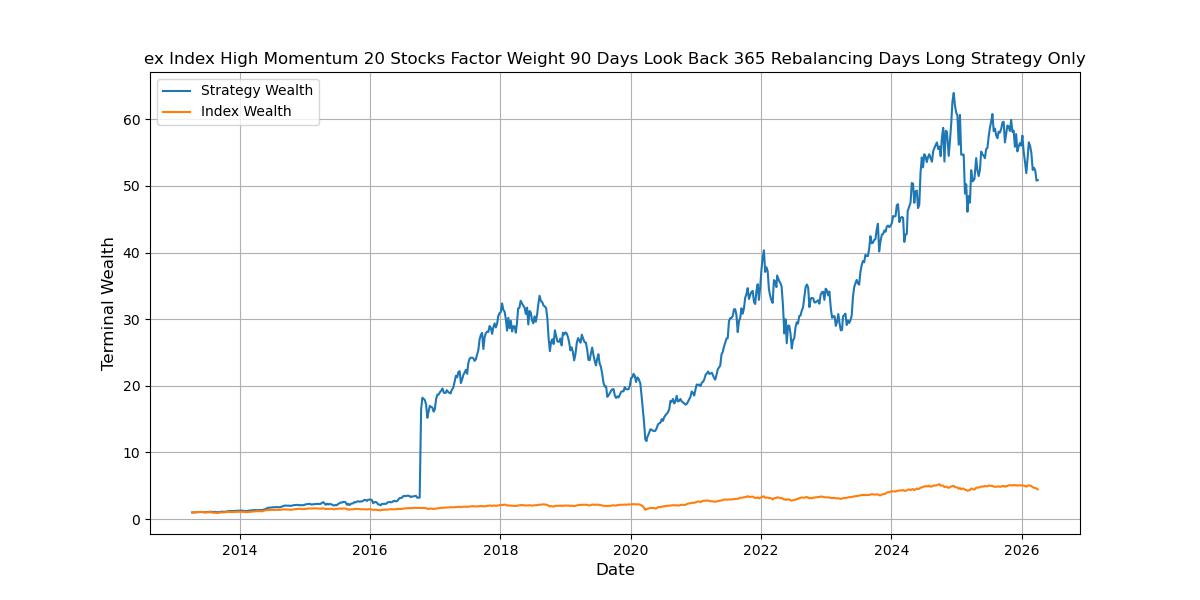 ex Index High Momentum 20 Stocks Factor Weight 90 Days Look Back 365 Rebalancing Days Long Strategy Only
Strategy Wealth
Index Wealth
Terminal Wealth
60
50
40
30
20
10
0
2014 2016 2018 2020 2022 2024 2026
Date